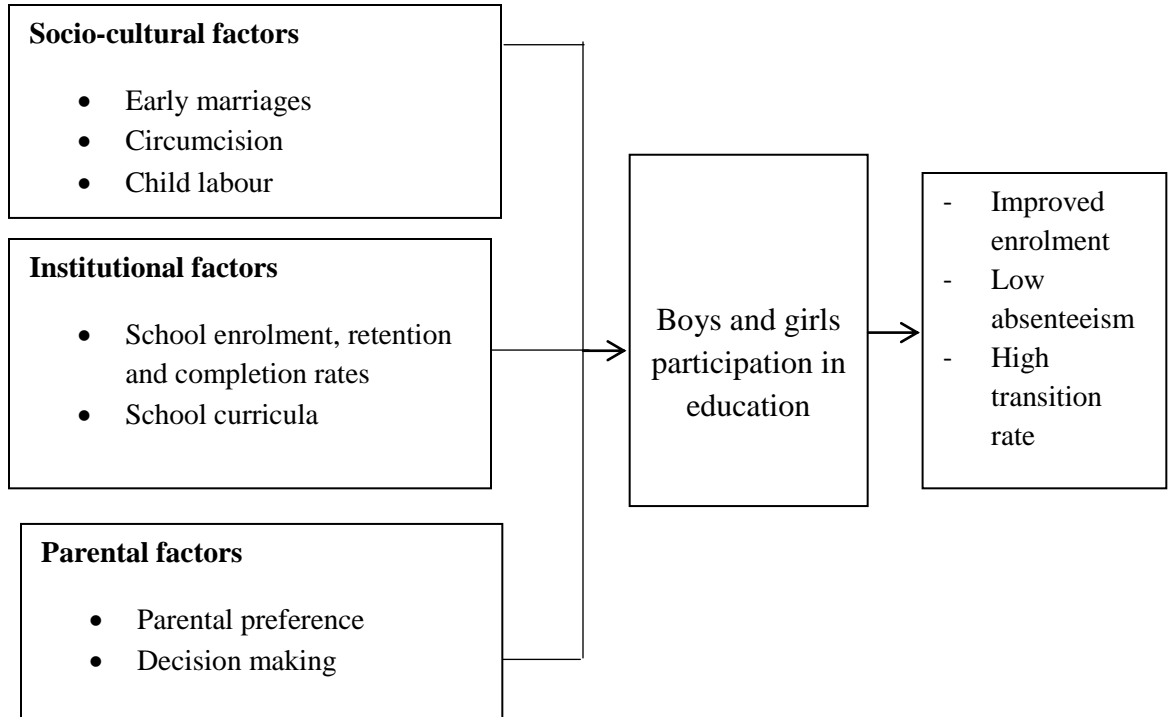 Socio-cultural factors
• Early marriages
• Circumcision
• Child labour
Institutional factors
• School enrolment, retention
and completion rates
• School curricula
Parental factors
• Parental preference
• Decision making
Boys and girls
participation in
education
- Improved
enrolment
- Low
absenteeism
- High
transition
rate